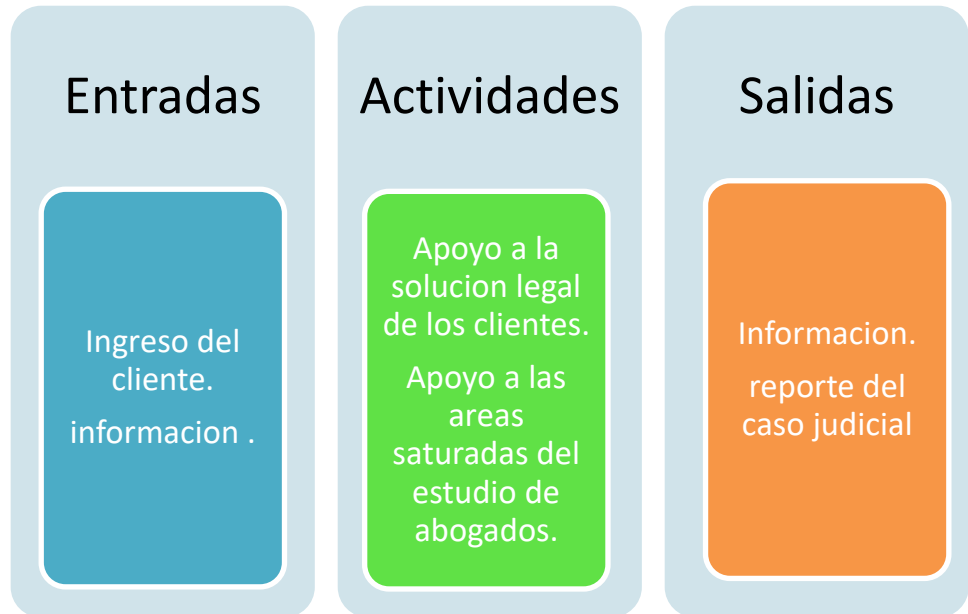 Entradas
Ingreso del
cliente.
informacion .
Actividades
Apoyo a la
solucion legal
de los clientes.
Apoyo a las
areas
saturadas del
estudio de
abogados.
Salidas
Informacion.
reporte del
caso judicial